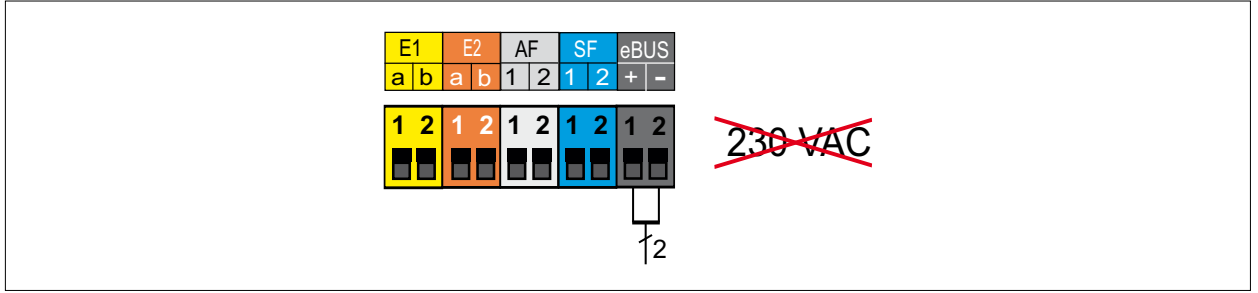 E1 E2 AF SF eBUS
a b a b 1 2 1 2 + -
1 2 1 2 1 2 1 2 1 2
230 VAC
2